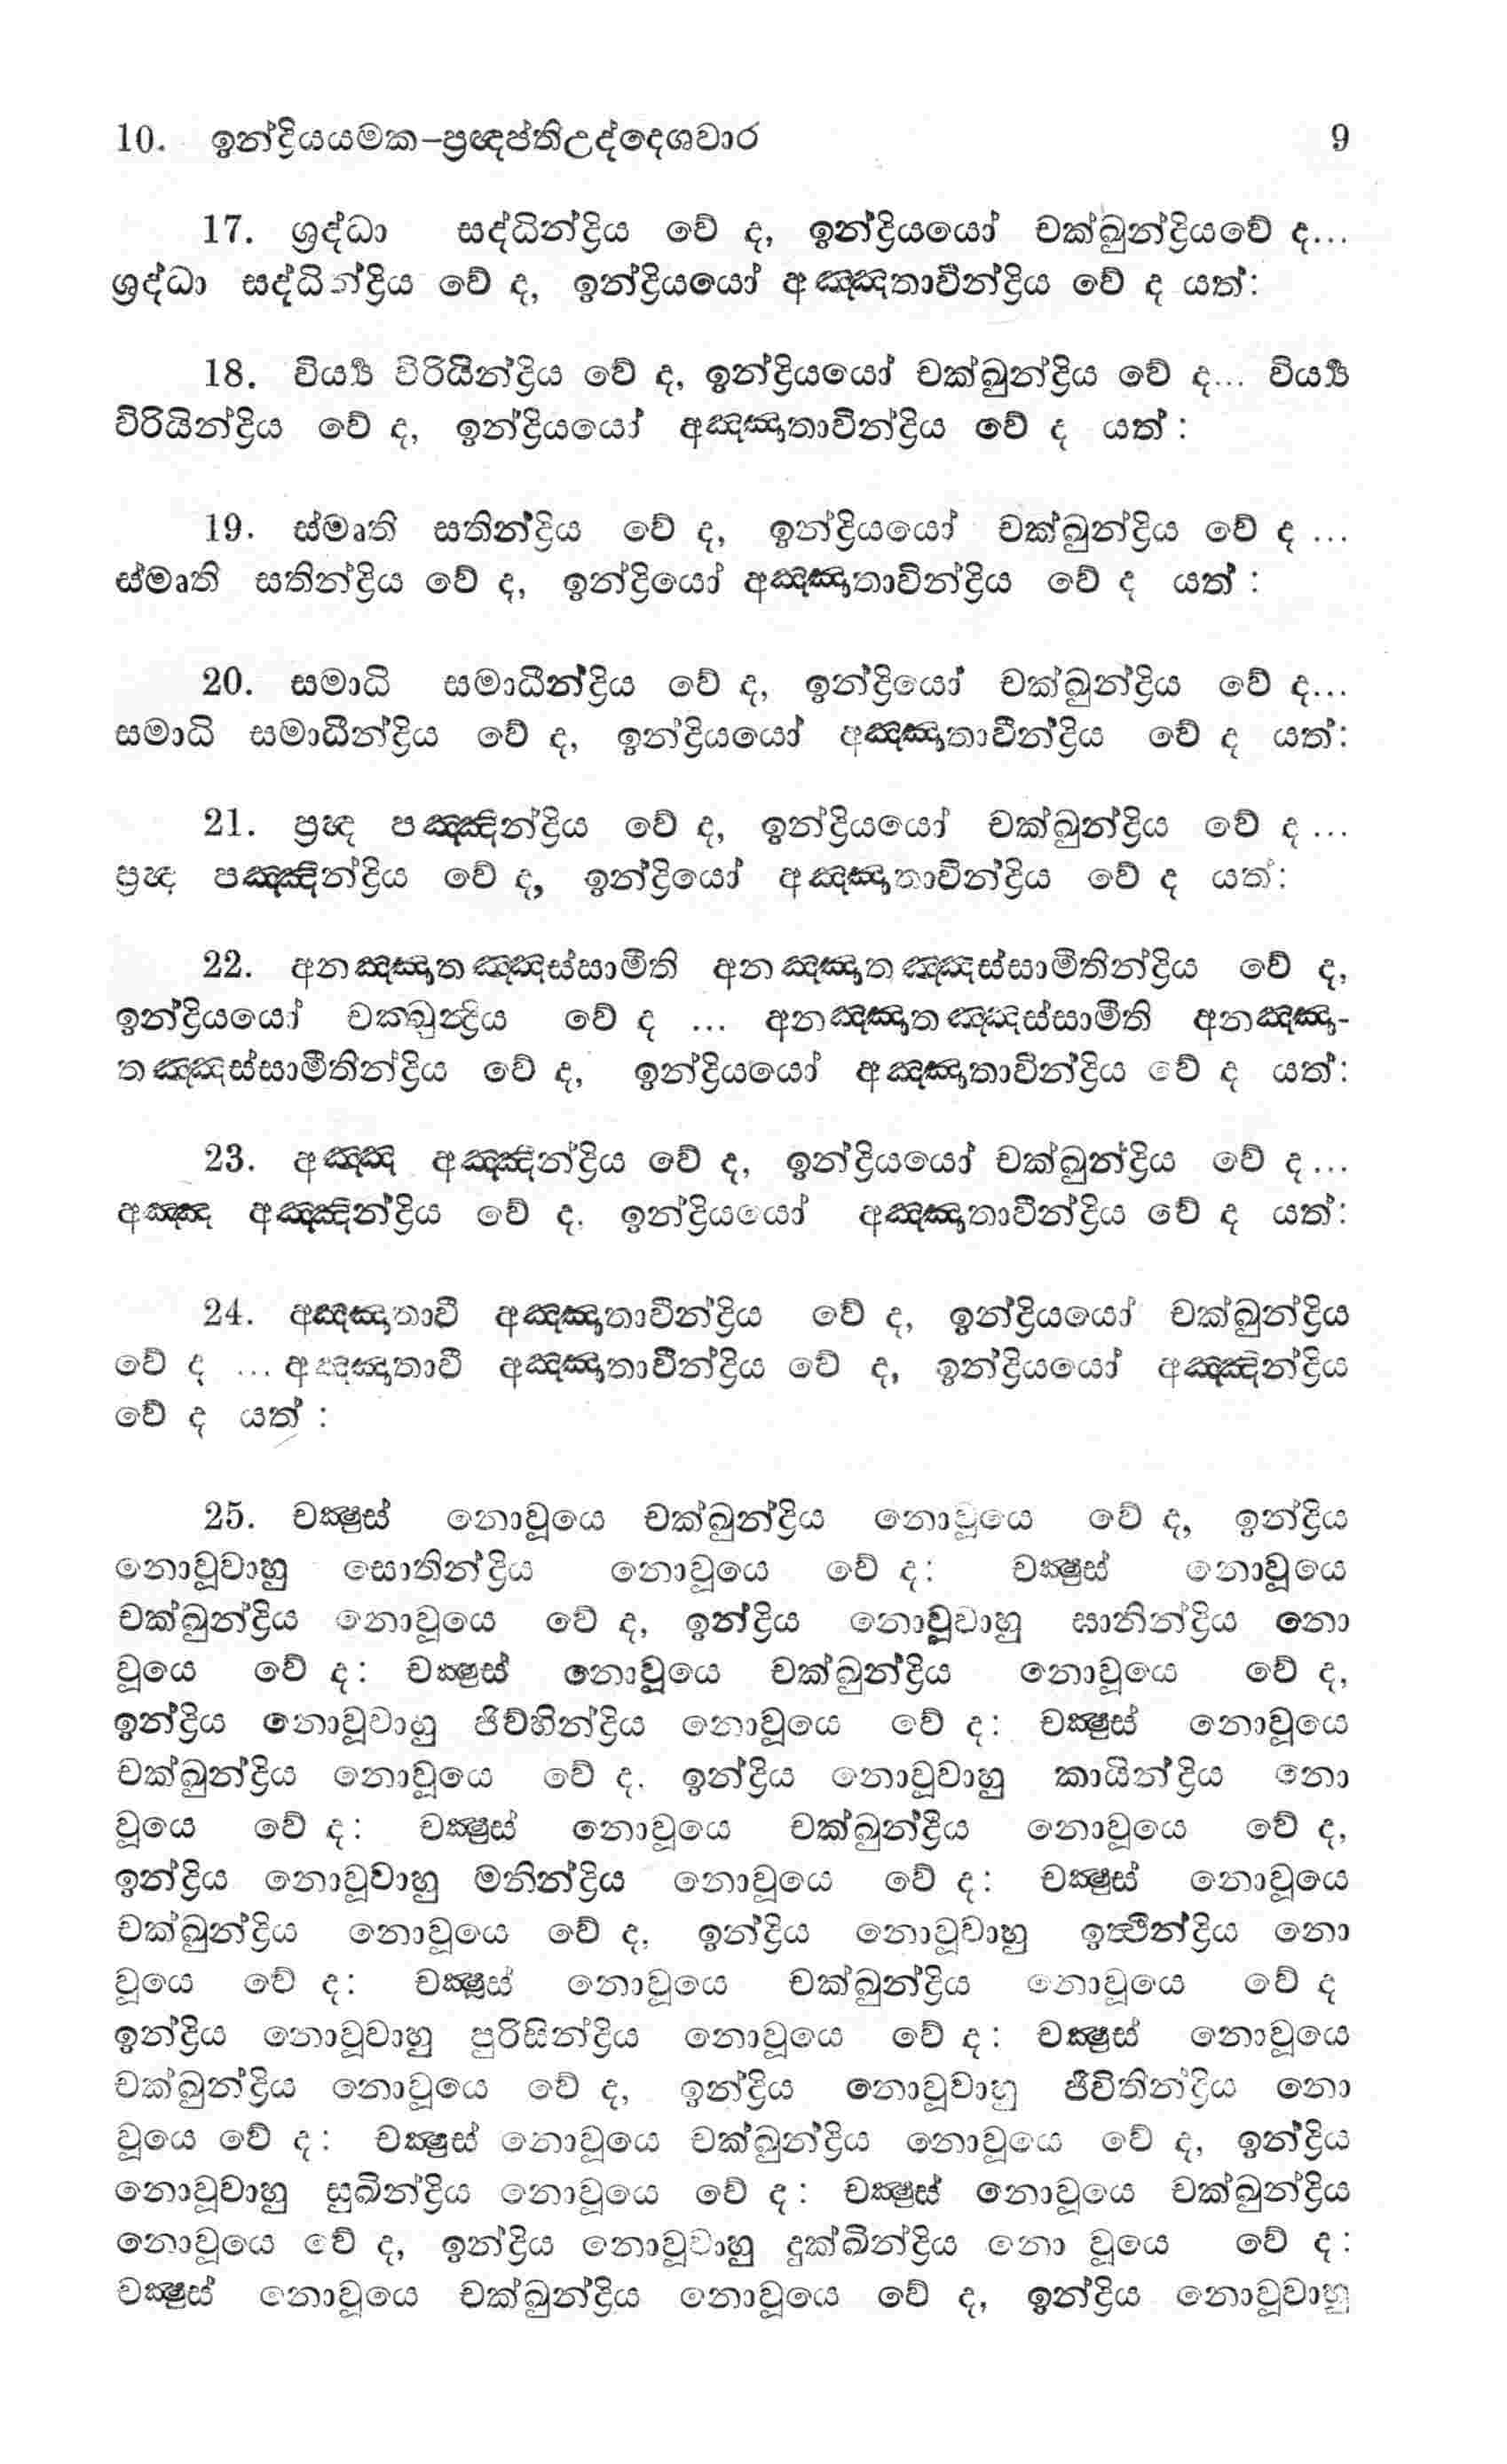 10. ඉන්ද්‍රියයමක–ප්‍රඥප්තිඋද්දෙශවාර 9
17. ශ්‍රද්ධා සද්ධින්ද්‍රිය වේ ද, ඉන්ද්‍රියයෝ චක්ඛුන්ද්‍රියවේ ද...
ශ්‍රද්ධා සද්ධින්ද්‍රිය වේ ද, ඉන්ද්‍රියයෝ අඤ්ඤතාවීන්ද්‍රිය වේ ද යත්:
18. විර්‍ය්‍ය විරියින්ද්‍රිය වේ ද, ඉන්ද්‍රියයෝ චක්ඛුන්ද්‍රිය වේ ද... විර්‍ය්‍ය
විරියින්ද්‍රිය වේ ද, ඉන්ද්‍රියයෝ අඤ්ඤාතාවින්ද්‍රිය වේ ද යත් :
19. ස්මෘති සතින්ද්‍රිය වේ ද, ඉන්ද්‍රියයෝ චක්ඛුන්ද්‍රිය වේ ද ...
ස්මෘති සතින්ද්‍රිය වේ ද, ඉන්ද්‍රියෝ අඤ්ඤාතාවින්ද්‍රිය වේ ද යත් :
20. සමාධි සමාධීන්ද්‍රිය වේ ද, ඉන්ද්‍රියෝ චක්ඛුන්ද්‍රිය වේ ද...
සමාධි සමාධීන්ද්‍රිය වේ ද, ඉන්ද්‍රියයෝ අඤ්ඤාතාවීන්ද්‍රිය වේ ද යත්:
21. ප්‍රඥා පඤ්ඤින්ද්‍රිය වේ ද, ඉන්ද්‍රියයෝ චක්ඛුන්ද්‍රිය වේ ද ...
ප්‍රඥා පඤ්ඤින්ද්‍රිය වේ ද, ඉන්ද්‍රියෝ අඤ්ඤාතාවින්ද්‍රිය වේ ද යත්:
22. අනඤ්ඤාතඤ්ඤස්සාමීති අනඤ්ඤාතඤ්ඤස්සාමීතින්ද්‍රිය වේ ද,
ඉන්ද්‍රියයෝ චක්ඛුන්ද්‍රිය වේ ද ... අනඤ්ඤාතඤ්ඤස්සාමීති අනඤ්ඤා-
තඤ්ඤස්සාමීතින්ද්‍රිය වේ ද, ඉන්ද්‍රියයෝ අඤ්ඤාතාවින්ද්‍රිය වේ ද යත්:
23. අඤ්ඤ අඤ්ඤින්ද්‍රිය වේ ද, ඉන්ද්‍රියයෝ චක්ඛුන්ද්‍රිය වේ ද...
අඤ්ඤ අඤ්ඤින්ද්‍රිය වේ ද, ඉන්ද්‍රියයෝ අඤ්ඤාතාවීන්ද්‍රිය වේ ද යත්:
24. අඤ්ඤාතාවී අඤ්ඤාතාවින්ද්‍රිය වේ ද, ඉන්ද්‍රියයෝ චක්ඛුන්ද්‍රිය
වේ ද ... අඤ්ඤාතාවී අඤ්ඤාතාවීන්ද්‍රිය වේ ද, ඉන්ද්‍රියයෝ අඤ්ඤින්ද්‍රිය
වේ ද යත් :
25. චක්‍ෂුස් නොවූයෙ චක්ඛුන්ද්‍රිය නොවූයෙ වේ ද, ඉන්ද්‍රිය
නොවූවාහු සොතින්ද්‍රිය නොවූයෙ වේ ද: චක්‍ෂුස් නොවූයෙ
චක්ඛුන්ද්‍රිය නොවූයෙ වේ ද, ඉන්ද්‍රිය නොවූවාහු ඝානින්ද්‍රිය නො
වූයෙ වේ ද: චක්‍ෂුස් නොවූයෙ චක්ඛුන්ද්‍රිය නොවූයෙ වේ ද,
ඉන්ද්‍රිය නොවූවාහු ජිව්හින්ද්‍රිය නොවූයෙ වේ ද: චක්‍ෂුස් නොවූයෙ
චක්ඛුන්ද්‍රිය නොවූයෙ වේ ද, ඉන්ද්‍රිය නොවූවාහු කායින්ද්‍රිය නො
වූයෙ වේ ද: චක්‍ෂුස් නොවූයෙ චක්ඛුන්ද්‍රිය නොවූයෙ වේ ද,
ඉන්ද්‍රිය නොවූවාහු මනින්ද්‍රිය නොවූයෙ වේ ද: චක්‍ෂුස් නොවූයෙ
චක්ඛුන්ද්‍රිය නොවූයෙ වේ ද, ඉන්ද්‍රිය නොවූවාහු ඉත්‍ථින්ද්‍රිය නො
වූයෙ වේ ද: චක්‍ෂුස් නොවූයෙ චක්ඛුන්ද්‍රිය නොවූයෙ වේ ද
ඉන්ද්‍රිය නොවූවාහු පුරිසින්ද්‍රිය නොවූයෙ වේ ද: චක්‍ෂුස් නොවූයෙ
චක්ඛුන්ද්‍රිය නොවූයෙ වේ ද, ඉන්ද්‍රිය නොවූවාහු ජීවිතින්ද්‍රිය නො
වූයෙ වේ ද: චක්‍ෂුස් නොවූයෙ චක්ඛුන්ද්‍රිය නොවූයෙ වේ ද, ඉන්ද්‍රිය
නොවූවාහු සුඛින්ද්‍රිය නොවූයෙ වේ ද: චක්‍ෂුස් නොවූයෙ චක්ඛුන්ද්‍රිය
නොවූයෙ වේ ද, ඉන්ද්‍රිය නොවූවාහු දුක්ඛින්ද්‍රිය නො වූයෙ වේ ද:
චක්‍ෂුස් නොවූයෙ චක්ඛුන්ද්‍රිය නොවූයෙ වේ ද, ඉන්ද්‍රිය නොවූවාහු